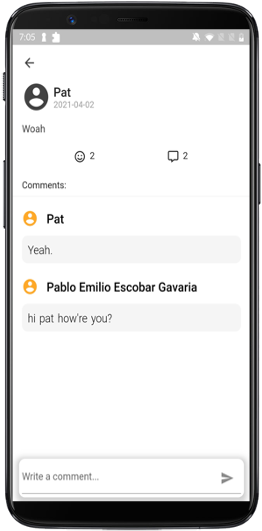 7:05
Pat
2021-04-02
Woah
2
2
Comments:
Pat
Yeah.
Pablo Emilio Escobar Gavaria
hi pat how're you?
Write a comment...